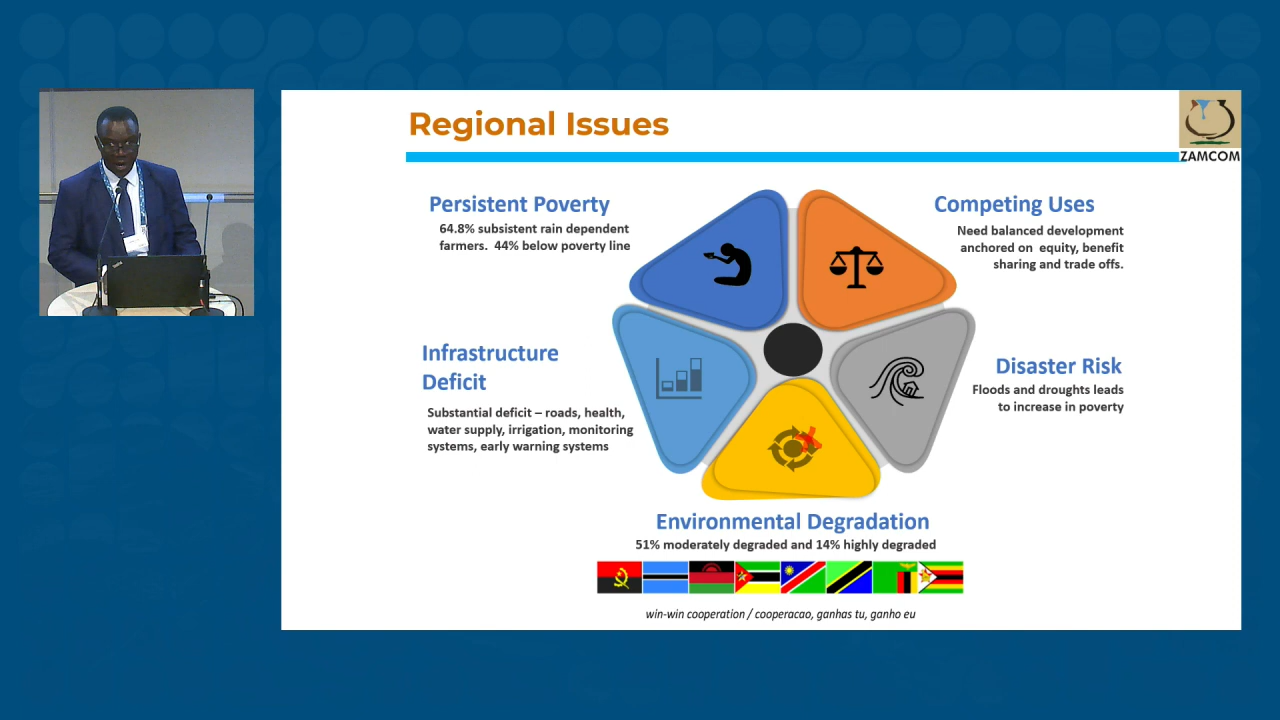 Regional Issues
ZAMCOM
Persistent Poverty
64.8% subsistent rain dependent
farmers. 44% below poverty line
Competing Uses
Need balanced development
anchored on equity, benefit
sharing and trade offs.
Infrastructure
Deficit
Substantial deficit – roads, health,
water supply, irrigation, monitoring
systems, early warning systems
Disaster Risk
Floods and droughts leads
to increase in poverty
Environmental Degradation
51% moderately degraded and 14% highly degraded
win-win cooperation / cooperacao, ganhas tu, ganho eu